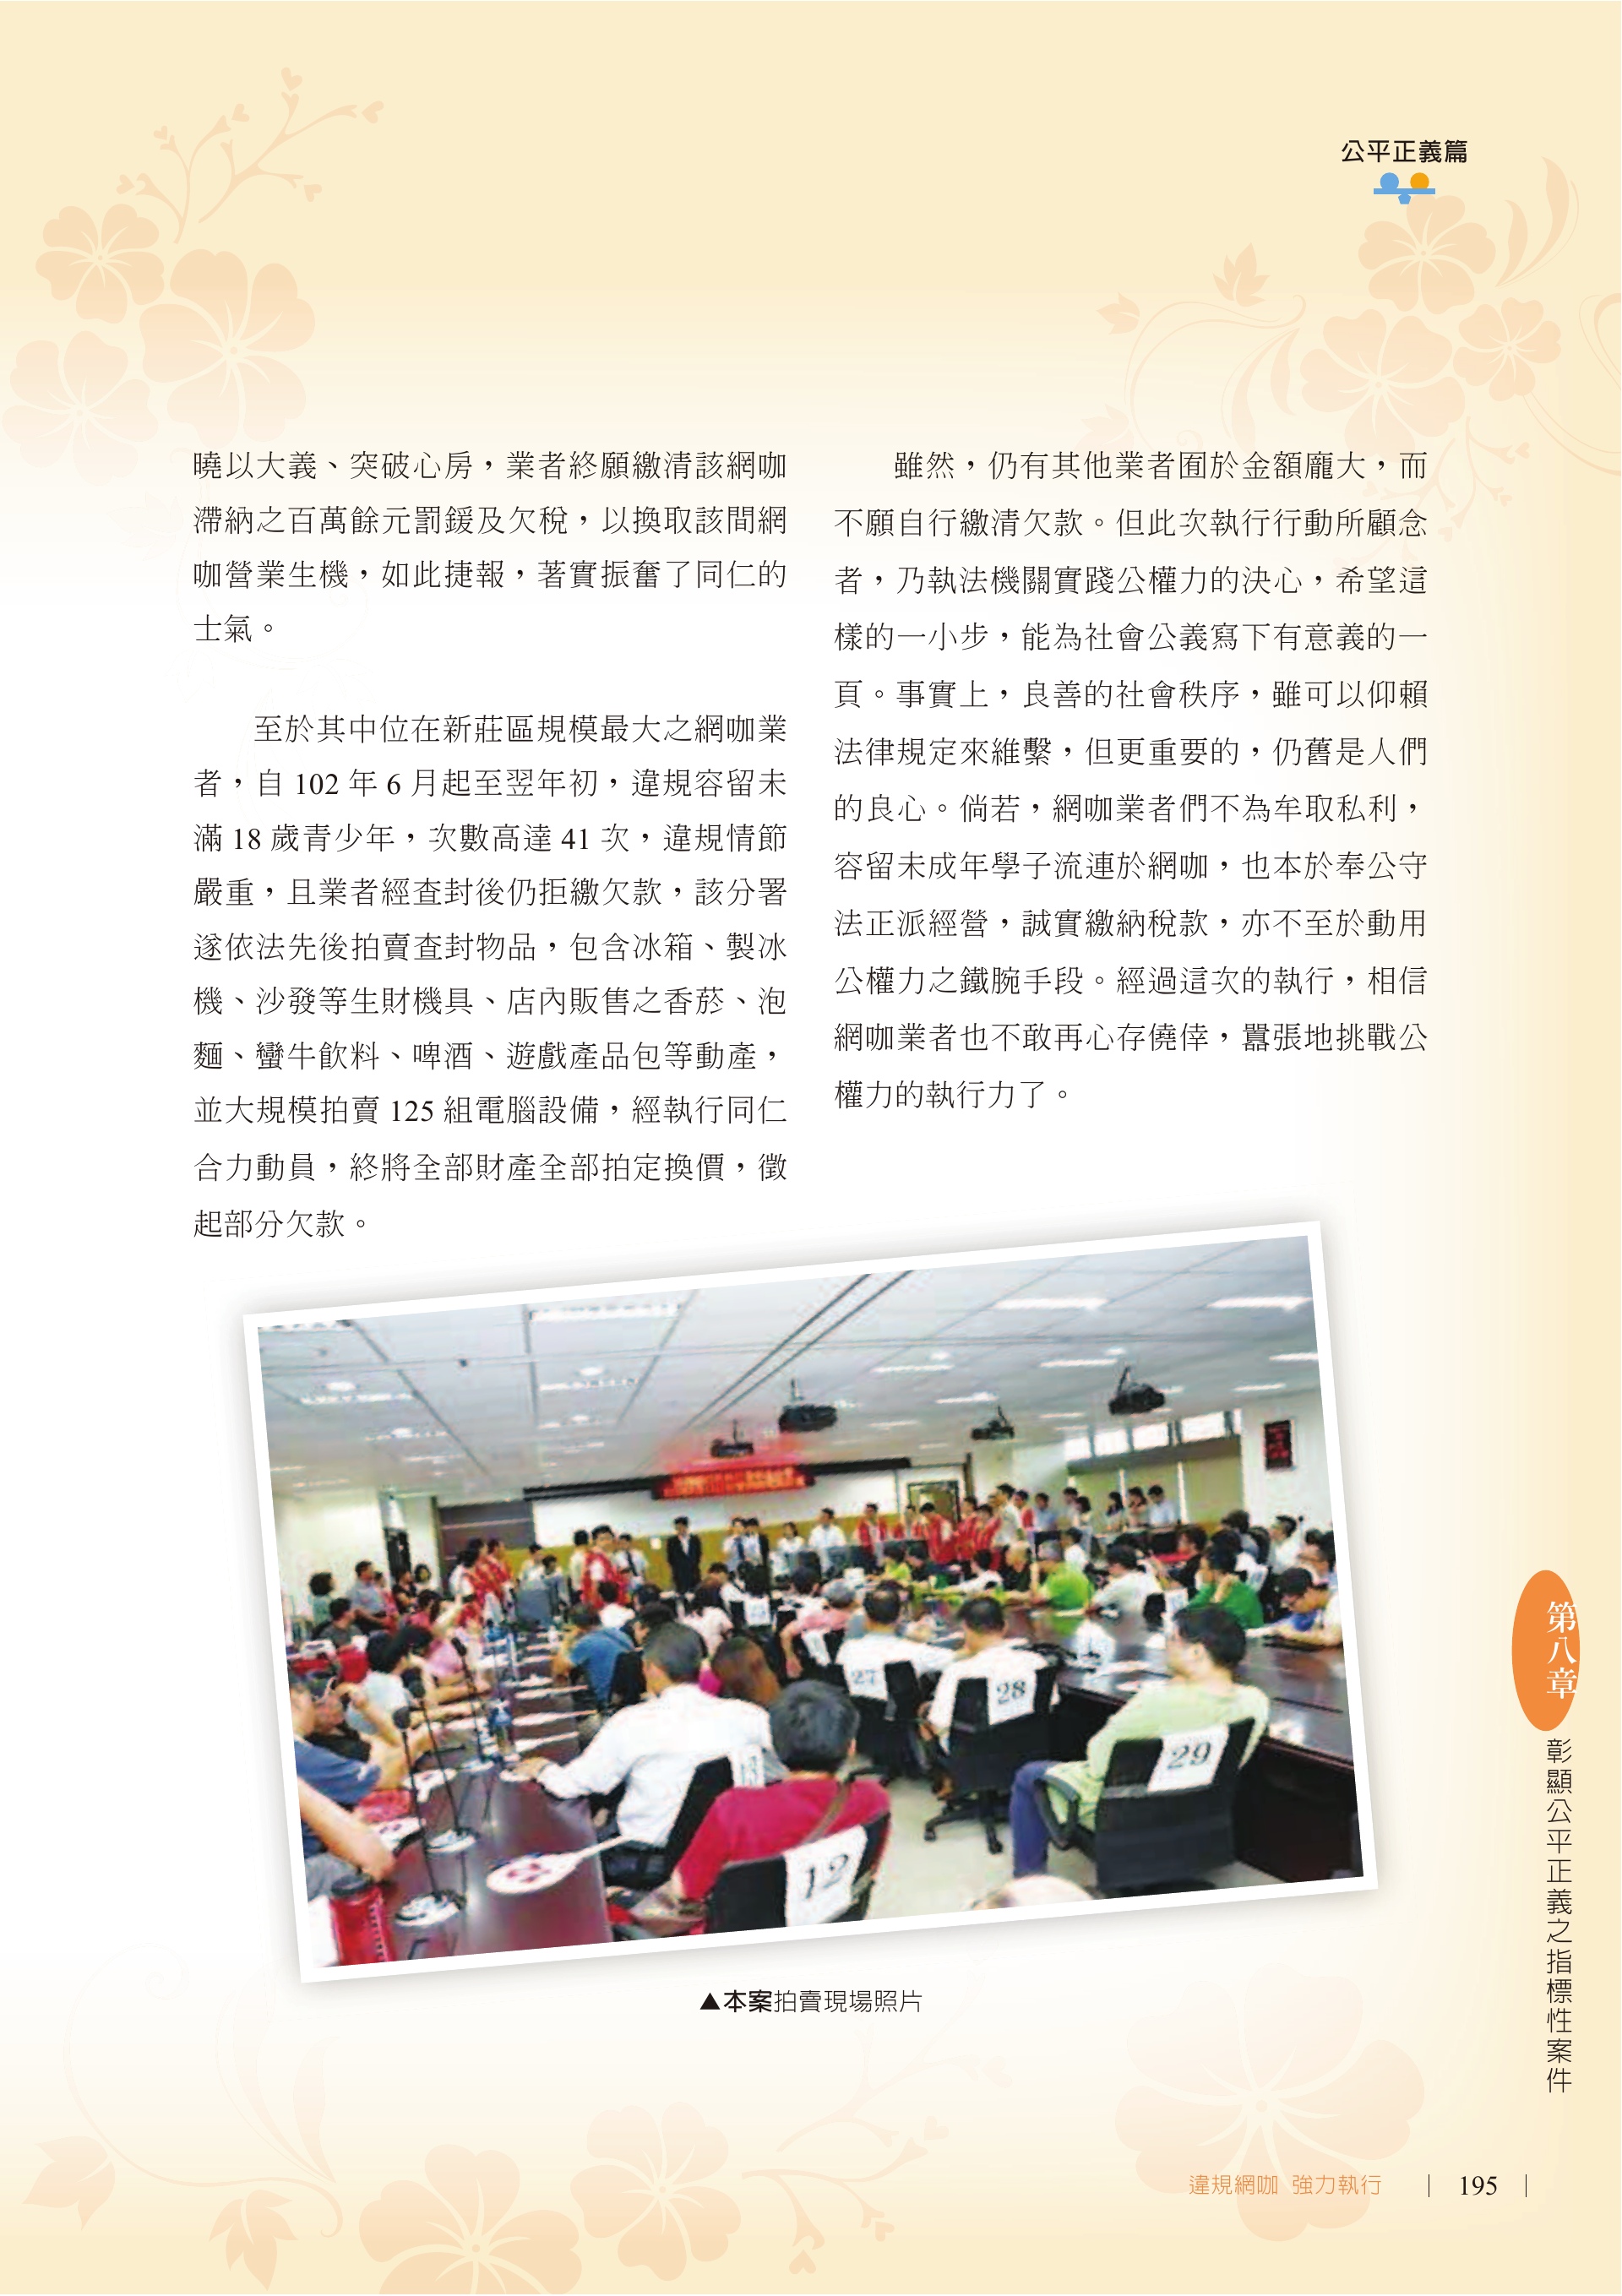 公平正義篇
曉以大義、突破心房，業者終願繳清該網咖
滯納之百萬餘元罰鍰及欠稅，以換取該間網
咖營業生機，如此捷報，著實振奮了同仁的
士氣。
至於其中位在新莊區規模最大之網咖業
者，自 102 年 6 月起至翌年初，違規容留未
滿 18 歲青少年，次數高達 41 次，違規情節
嚴重，且業者經查封後仍拒繳欠款，該分署
遂依法先後拍賣查封物品，包含冰箱、製冰
機、沙發等生財機具、店內販售之香菸、泡
麵、蠻牛飲料、啤酒、遊戲產品包等動產，
並大規模拍賣 125 組電腦設備，經執行同仁
合力動員，終將全部財產全部拍定換價，徵
起部分欠款。
雖然，仍有其他業者囿於金額龐大，而
不願自行繳清欠款。但此次執行行動所顧念
者，乃執法機關實踐公權力的決心，希望這
樣的一小步，能為社會公義寫下有意義的一
頁。事實上，良善的社會秩序，雖可以仰賴
法律規定來維繫，但更重要的，仍舊是人們
的良心。倘若，網咖業者們不為牟取私利，
容留未成年學子流連於網咖，也本於奉公守
法正派經營，誠實繳納稅款，亦不至於動用
公權力之鐵腕手段。經過這次的執行，相信
網咖業者也不敢再心存僥倖，囂張地挑戰公
權力的執行力了。
27
28
29
13
12
▲本案拍賣現場照片
第八章
彰顯公平正義之指標性案件
違規網咖 強力執行
195